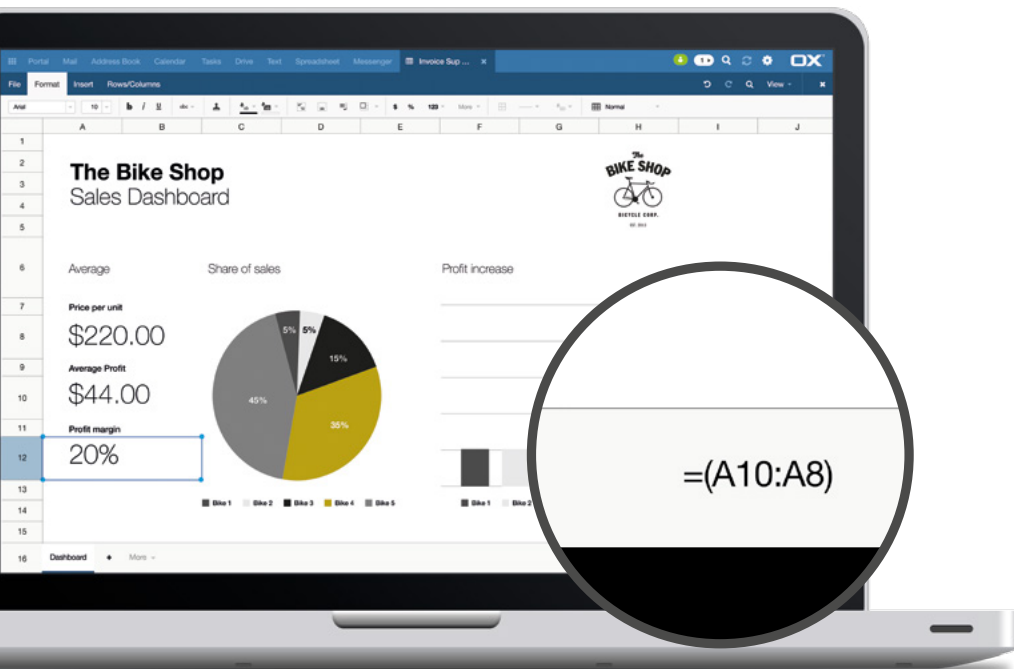 Portal Mail Address Book Calendar Tasks Drive Text Spreadsheet Messenger Invoice Sup ... × 1 OX
File Format Insert Rows/Columns View
Arial 10 B I U abc $ % 123 More Normal
A B C D E F G H I J
1
2
3
4
5
6
7
8
9
10
11
12
13
14
15
16
The Bike Shop
Sales Dashboard
The
BIKE SHOP
BICYCLE CORP.
Average Share of sales Profit increase
Price per unit
$220.00
Average Profit
$44.00
Profit margin
20%
5% 5%
15%
45%
35%
Bike 1 Bike 2 Bike 3 Bike 4 Bike 5
Bike 1 Bike 2
=(A10:A8)
Dashboard + More